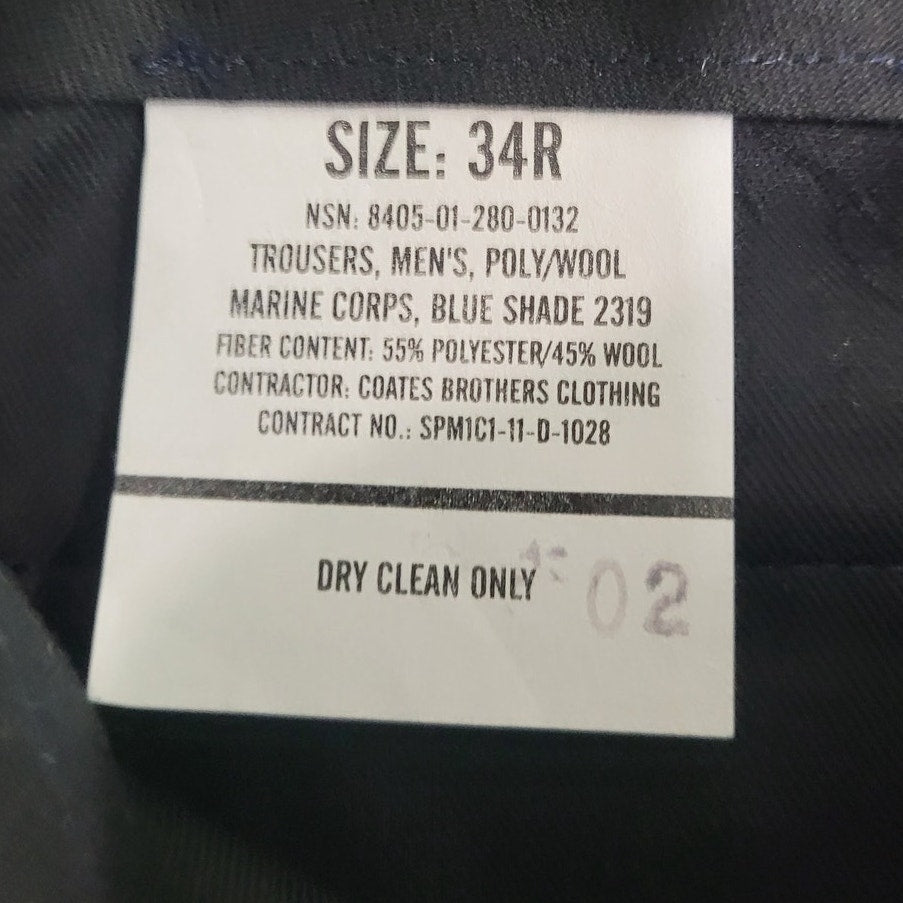 SIZE: 34R
NSN: 8405-01-280-0132
TROUSERS, MEN'S, POLY/WOOL
MARINE CORPS, BLUE SHADE 2319
FIBER CONTENT: 55% POLYESTER/45% WOOL
CONTRACTOR: COATES BROTHERS CLOTHING
CONTRACT NO.: SPM1C1-11-D-1028
DRY CLEAN ONLY
02